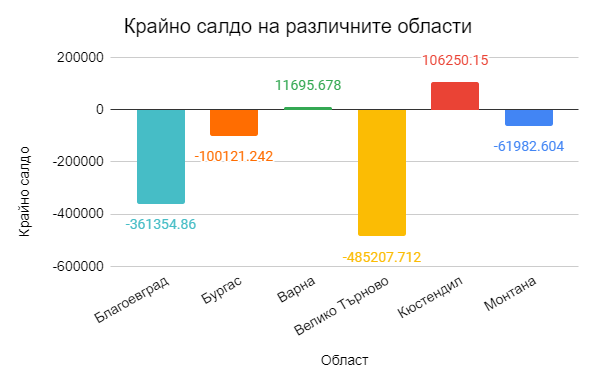 Крайно салдо на различните области
Крайно салдо
200000
0
-200000
-400000
-600000
-361354.86
-100121.242
11695.678
-485207.712
106250.15
-61982.604
Благоевград
Бургас
Варна
Велико Търново
Кюстендил
Монтана
Област